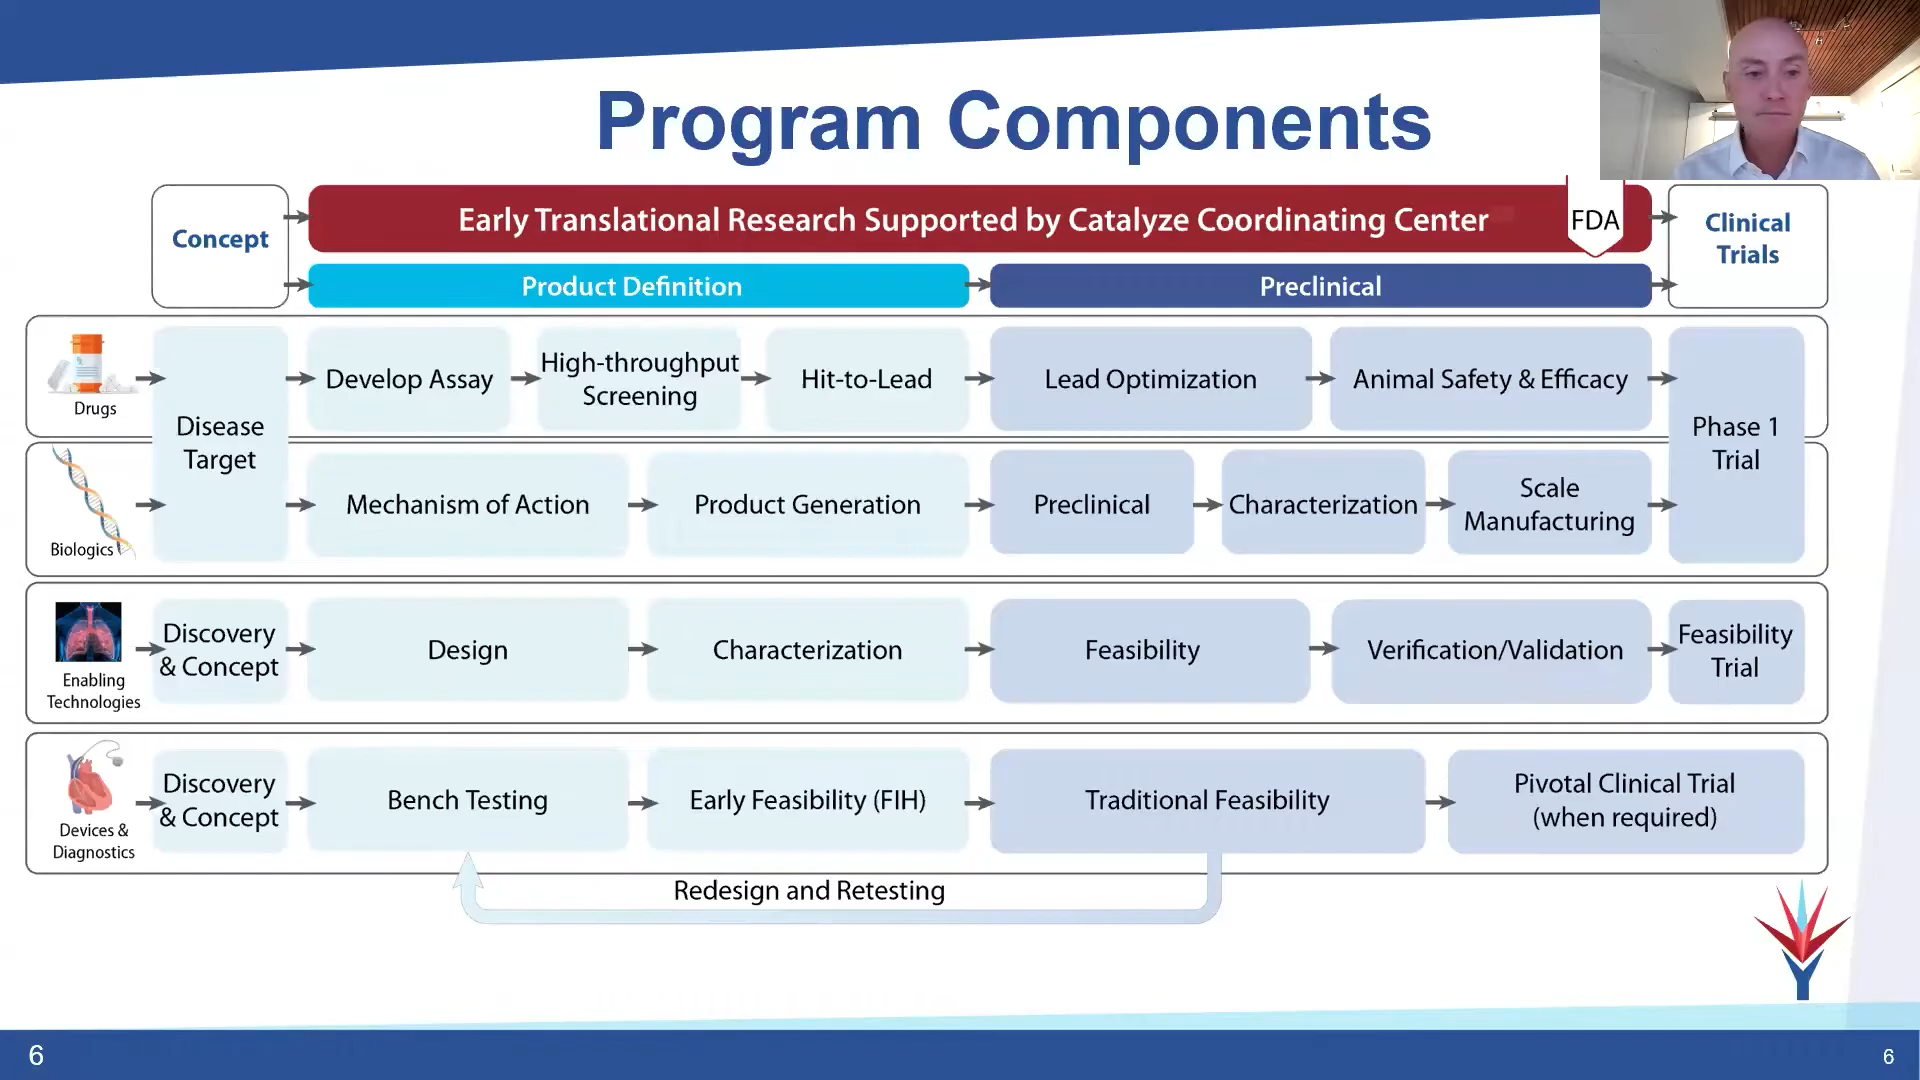 Program Components
Concept
Early Translational Research Supported by Catalyze Coordinating Center
FDA
Clinical
Trials
Product Definition
Preclinical
Drugs
Disease
Target
Develop Assay
High-throughput
Screening
Hit-to-Lead
Lead Optimization
Animal Safety & Efficacy
Phase 1
Trial
Biologics
Mechanism of Action
Product Generation
Preclinical
Characterization
Scale
Manufacturing
Enabling
Technologies
Discovery
& Concept
Design
Characterization
Feasibility
Verification/Validation
Feasibility
Trial
Devices &
Diagnostics
Discovery
& Concept
Bench Testing
Early Feasibility (FIH)
Traditional Feasibility
Pivotal Clinical Trial
(when required)
Redesign and Retesting
6
6